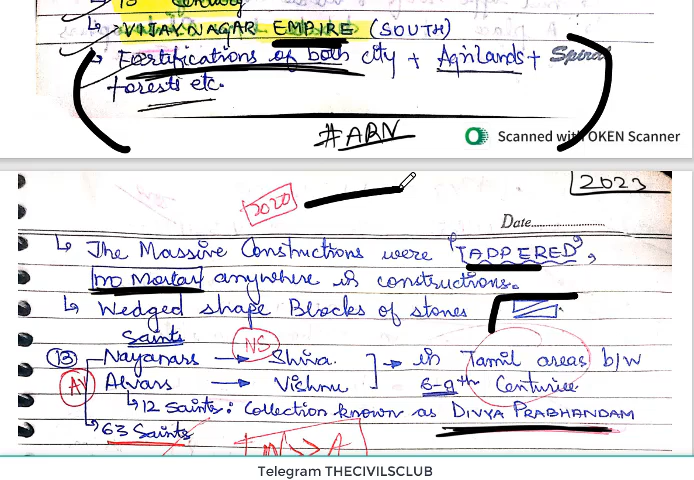 ↳ VIJAYNAGAR EMPIRE (SOUTH)
↳ Fortifications of both city + Agrilands +
forests etc.
#ARN
Scanned with OKEN Scanner
2023
2020
Date
↳ The Massive Constructions were "TAPPERED",
no Mortar anywhere in constructions.
↳ Wedged shape Blocks of stones
Saints
NS
13 Nayanars → Shiva. ] → in Tamil areas b/w
AV Alvars → Vishnu ] 6-9th Centuries
↳ 12 Saints: Collection known as DIVYA PRABHANDAM
↳ 63 Saints
Telegram THECIVILSCLUB